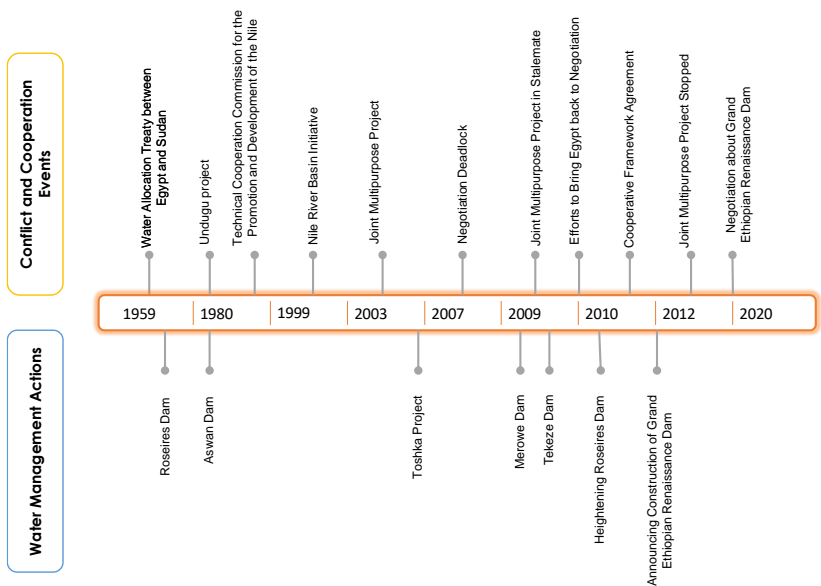 Conflict and Cooperation
Events
Water Allocation Treaty between
Egypt and Sudan
Undugu project
Technical Cooperation Commission for the
Promotion and Development of the Nile
Nile River Basin Initiative
Joint Multipurpose Project
Negotiation Deadlock
Joint Multipurpose Project in Stalemate
Efforts to Bring Egypt back to Negotiation
Cooperative Framework Agreement
Joint Multipurpose Project Stopped
Negotiation about Grand
Ethiopian Renaissance Dam
1959 1980 1999 2003 2007 2009 2010 2012 2020
Water Management Actions
Roseires Dam
Aswan Dam
Toshka Project
Merowe Dam
Tekeze Dam
Heightening Roseires Dam
Announcing Construction of Grand
Ethiopian Renaissance Dam